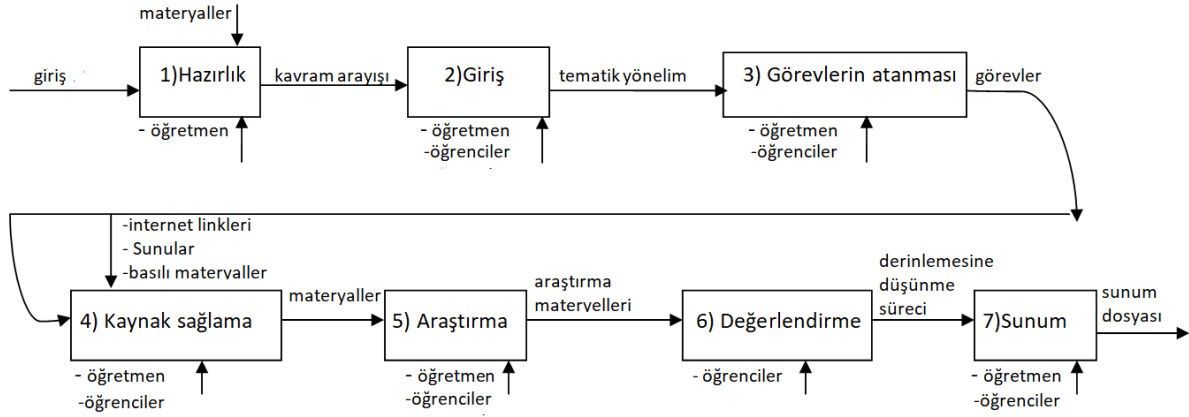 materyaller
giriş
1)Hazırlık
kavram arayışı
2)Giriş
tematik yönelim
3) Görevlerin atanması
görevler
- öğretmen
- öğretmen
-öğrenciler
- öğretmen
-öğrenciler
-internet linkleri
- Sunular
-basılı matervaller
4) Kaynak sağlama
materyaller
5) Araştırma
araştırma
matervelleri
6) Değerlendirme
derinlemesine
düşünme
süreci
7)Sunum
sunum
dosyası
- öğretmen
-öğrenciler
- öğretmen
-öğrenciler
- öğrenciler
- öğretmen
-öğrenciler